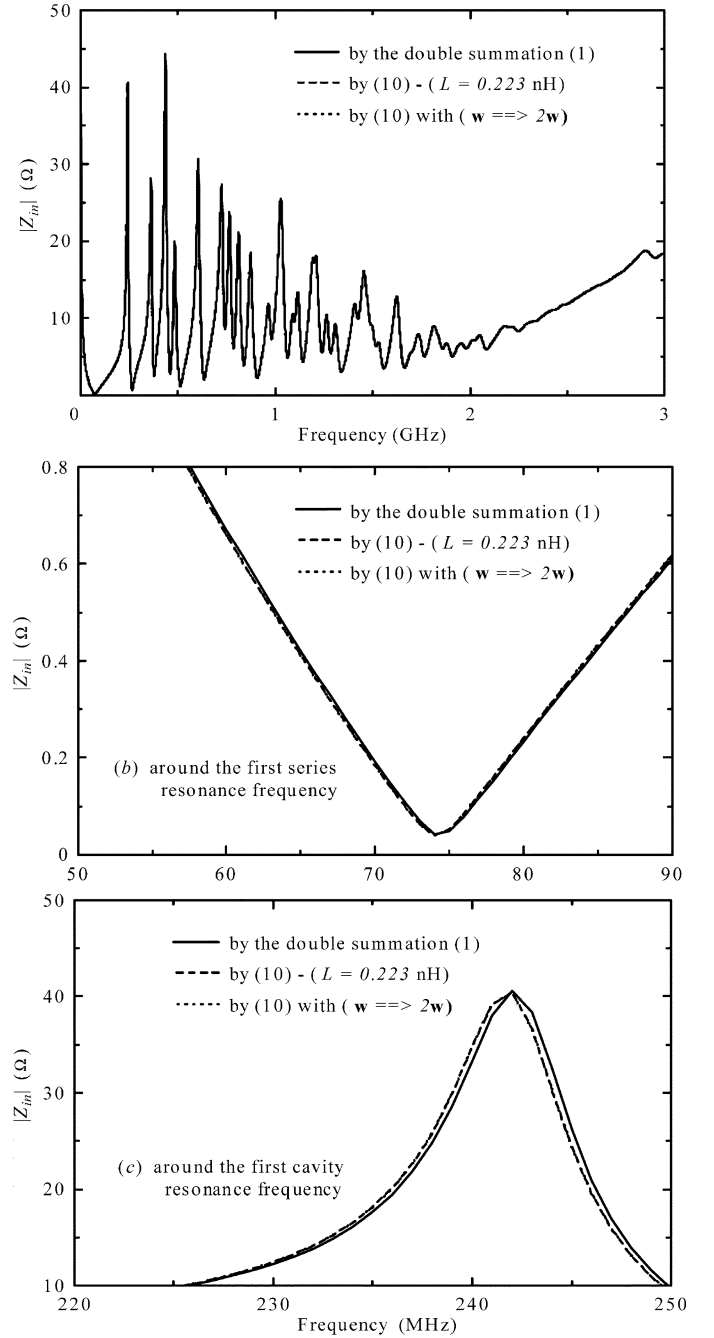 50
40
30
20
10
|Z_in| (Ω)
by the double summation (1)
by (10) - ( L = 0.223 nH)
by (10) with ( w ==> 2w)
0 1 2 3
Frequency (GHz)
0.8
0.6
0.4
0.2
0
|Z_in| (Ω)
by the double summation (1)
by (10) - ( L = 0.223 nH)
by (10) with ( w ==> 2w)
(b) around the first series
resonance frequency
50 60 70 80 90
50
40
30
20
10
|Z_in| (Ω)
by the double summation (1)
by (10) - ( L = 0.223 nH)
by (10) with ( w ==> 2w)
(c) around the first cavity
resonance frequency
220 230 240 250
Frequency (MHz)